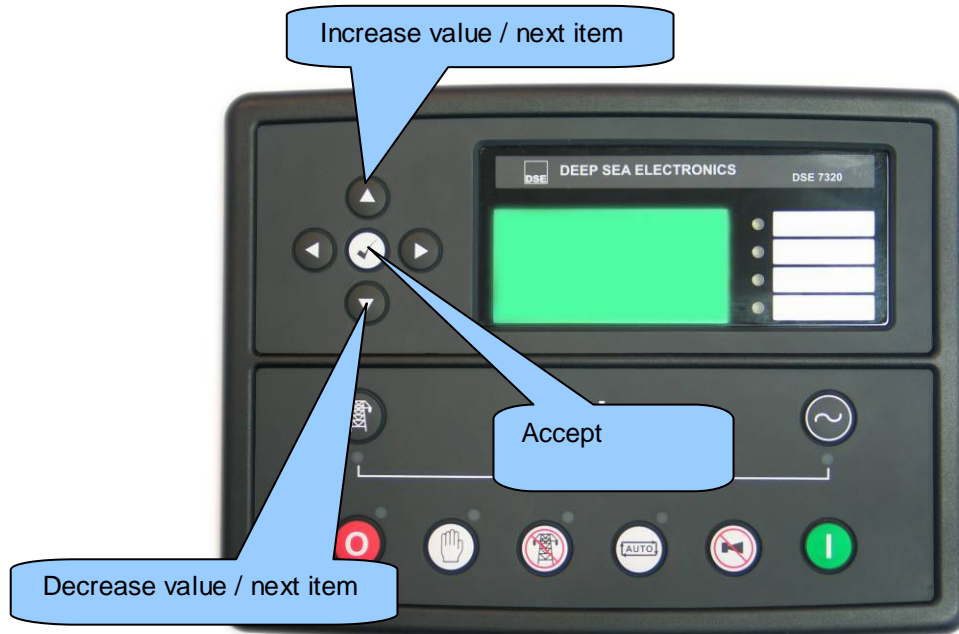 Increase value / next item
DSE
DEEP SEA ELECTRONICS
DSE 7320
Accept
Decrease value / next item
O
AUTO
I